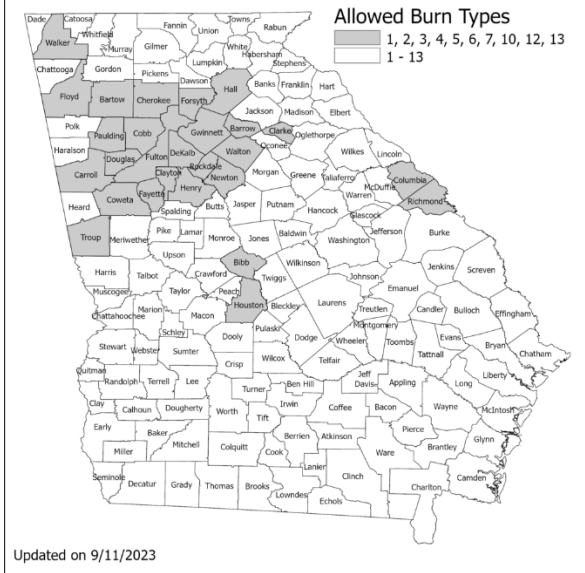 Allowed Burn Types
1, 2, 3, 4, 5, 6, 7, 10, 12, 13
1 - 13
Dade Catoosa Fannin Towns Rabun
Walker Whitfield Murray Gilmer Union
White Habersham
Lumpkin Stephens
Chattooga Gordon Pickens Dawson
Floyd Bartow Cherokee Forsyth Hall Banks Franklin Hart
Jackson Madison Elbert
Polk Paulding Cobb Gwinnett Barrow Clarke Oglethorpe
Haralson Douglas Fulton DeKalb Walton Oconee Wilkes Lincoln
Rockdale
Carroll Clayton Newton Morgan Greene Taliaferro McDuffie Columbia
Heard Coweta Fayette Henry Warren Richmond
Spalding Butts Jasper Putnam Hancock Glascock
Troup Meriwether Pike Lamar Monroe Jones Baldwin Washington Jefferson Burke
Upson Bibb Wilkinson
Harris Talbot Crawford Twiggs Johnson Jenkins Screven
Muscogee Taylor Peach Emanuel
Chattahoochee Marion Macon Houston Bleckley Laurens Treutlen Candler Bulloch Effingham
Schley Pulaski Montgomery
Stewart Webster Sumter Dooly Dodge Wheeler Toombs Evans Bryan Chatham
Quitman Crisp Wilcox Telfair Tattnall
Randolph Terrell Lee Jeff Davis Appling Long Liberty
Turner Ben Hill
Clay Calhoun Dougherty Worth Tift Irwin Coffee Bacon Wayne McIntosh
Early Baker Berrien Atkinson Pierce
Miller Mitchell Colquitt Cook Ware Brantley Glynn
Lanier
Seminole Decatur Grady Thomas Brooks Lowndes Clinch Charlton Camden
Echols
Updated on 9/11/2023